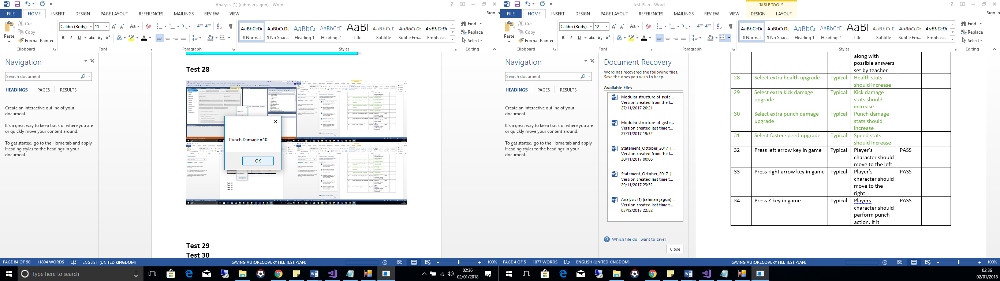 Analysis (1) (rahman jagun) - Word
FILE HOME INSERT DESIGN PAGE LAYOUT REFERENCES MAILINGS REVIEW VIEW Sign in
Cut
Copy
Format Painter
Paste
Calibri (Body) 11
AaBbCcDc AaBbCcDc AaBbCc AaBbCcD AaBl AaBbCcD AaBbCcDc AaBbCcDc
¶ Normal ¶ No Spac... Heading 1 Heading 2 Title Subtitle Subtle Em... Emphasis
Find
Replace
Select
Clipboard Font Paragraph Styles Editing
Navigation
Search document
HEADINGS PAGES RESULTS
Create an interactive outline of your
document.
It's a great way to keep track of where you are
or quickly move your content around.
To get started, go to the Home tab and apply
Heading styles to the headings in your
document.
Test 28
Punch Damage =10
OK
Test 29
Test 30
PAGE 84 OF 90 11894 WORDS ENGLISH (UNITED KINGDOM) SAVING AUTORECOVERY FILE TEST PLAN: 100%
Type here to search
02:36
02/01/2018
Test Plan - Word
TABLE TOOLS
FILE HOME INSERT DESIGN PAGE LAYOUT REFERENCES MAILINGS REVIEW VIEW DESIGN LAYOUT Sign in
Cut
Copy
Format Painter
Paste
Calibri (Body) 12
AaBbCcDc AaBbCcDc AaBbCc AaBbCcD AaBl AaBbCcD AaBbCcDc AaBbCcDc
¶ Normal ¶ No Spac... Heading 1 Heading 2 Title Subtitle Subtle Em... Emphasis
Find
Replace
Select
Clipboard Font Paragraph Styles Editing
Navigation
Search document
HEADINGS PAGES RESULTS
Create an interactive outline of your
document.
It's a great way to keep track of where you are
or quickly move your content around.
To get started, go to the Home tab and apply
Heading styles to the headings in your
document.
Document Recovery
Word has recovered the following files.
Save the ones you wish to keep.
Available Files
Modular structure of syste...
Version created from the l...
27/11/2017 20:21
Modular structure of syste...
Version created last time t...
27/11/2017 19:32
Statement_October_2017 [...
Version created from the l...
30/11/2017 00:06
Statement_October_2017 [...
Version created last time t...
29/11/2017 23:32
Analysis (1) (rahman jagun) ..
Version created last time t...
03/12/2017 22:52
Which file do I want to save?
Close
along with
possible answers
set by teacher
28 Select extra health upgrade Typical Health stats
should increase
29 Select extra kick damage Typical Kick damage
upgrade stats should
increase
30 Select extra punch damage Typical Punch damage
upgrade stats should
increase
31 Select faster speed upgrade Typical Speed stats
should increase
32 Press left arrow key in game Typical Player's PASS
character should
move to the left
33 Press right arrow key in game Typical Player's PASS
character should
move to the
right
34 Press Z key in game Typical Players PASS
character should
perform punch
action. If it
PAGE 4 OF 5 1077 WORDS ENGLISH (UNITED KINGDOM) SAVING AUTORECOVERY FILE TEST PLAN: 100%
02:36
02/01/2018